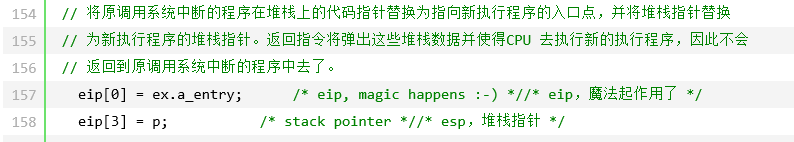 154 // 将原调用系统中断的程序在堆栈上的代码指针替换为指向新执行程序的入口点，并将堆栈指针替换
155 // 为新执行程序的堆栈指针。返回指令将弹出这些堆栈数据并使得CPU 去执行新的执行程序，因此不会
156 // 返回到原调用系统中断的程序中去了。
157 eip[0] = ex.a_entry; /* eip, magic happens :-) *//* eip，魔法起作用了 */
158 eip[3] = p; /* stack pointer *//* esp，堆栈指针 */